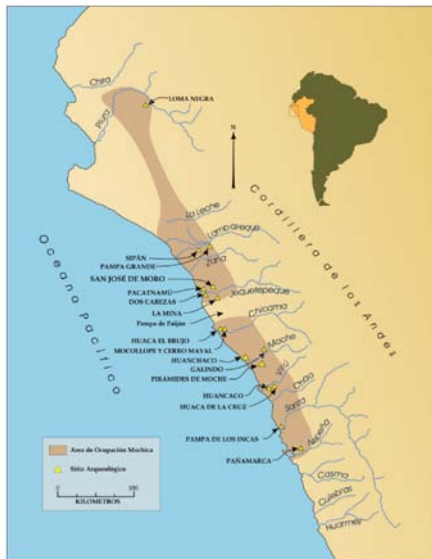 Chira
LOMA NEGRA
Piura
N
Cordillera de los Andes
La Leche
Lambayeque
SIPÁN
Zaña
PAMPA GRANDE
SAN JOSÉ DE MORO
PACATNAMÚ
Jequetepeque
DOS CABEZAS
LA MINA
Chicama
Pampa de Paiján
HUACA EL BRUJO
MOCOLLOPE Y CERRO MAYAL
Moche
HUANCHACO
GALINDO
Virú
PIRÁMIDES DE MOCHE
Chao
HUANCACO
HUACA DE LA CRUZ
Santa
PAMPA DE LOS INCAS
Nepeña
PAÑAMARCA
Casma
Culebras
Huarmey
Oceano Pacífico
Area de Ocupación Mochica
Sitio Arqueológico
0
100
KILOMETROS